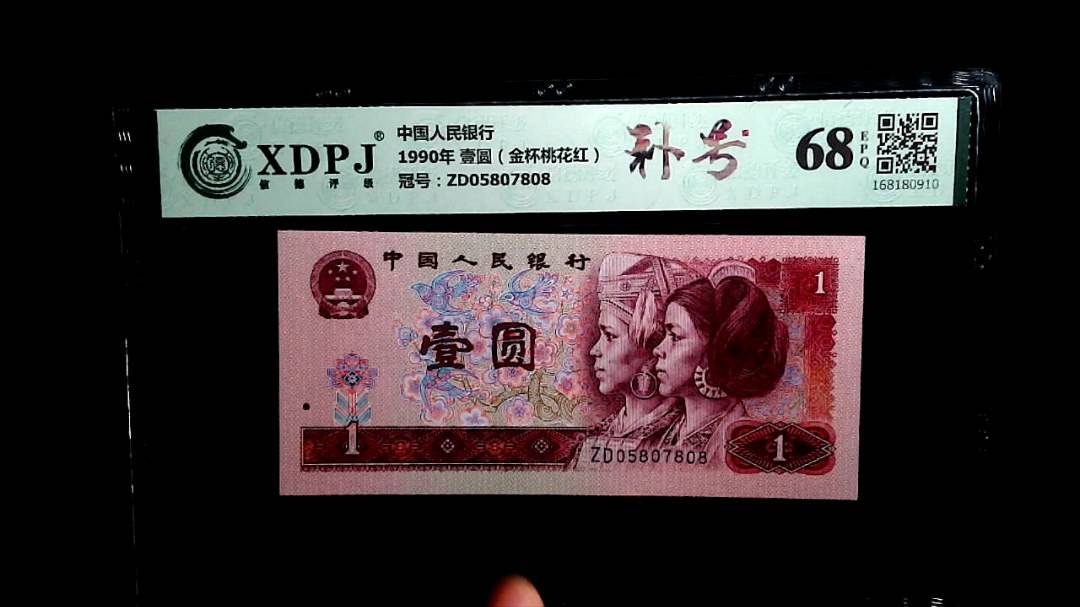 XDPJ®
信德评级
中国人民银行
1990年 壹圆（金杯桃花红）
冠号：ZD05807808
补号
68
EPQ
168180910
中国人民银行
1
壹圆
1
ZD05807808
1